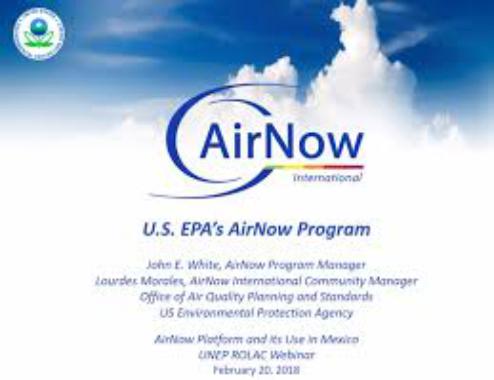 AirNow
International
U.S. EPA's AirNow Program
John E. White, AirNow Program Manager
Lourdes Morales, AirNow International Community Manager
Office of Air Quality Planning and Standards
US Environmental Protection Agency
AirNow Platform and its Use in Mexico
UNEP ROLAC Webinar
February 20, 2018